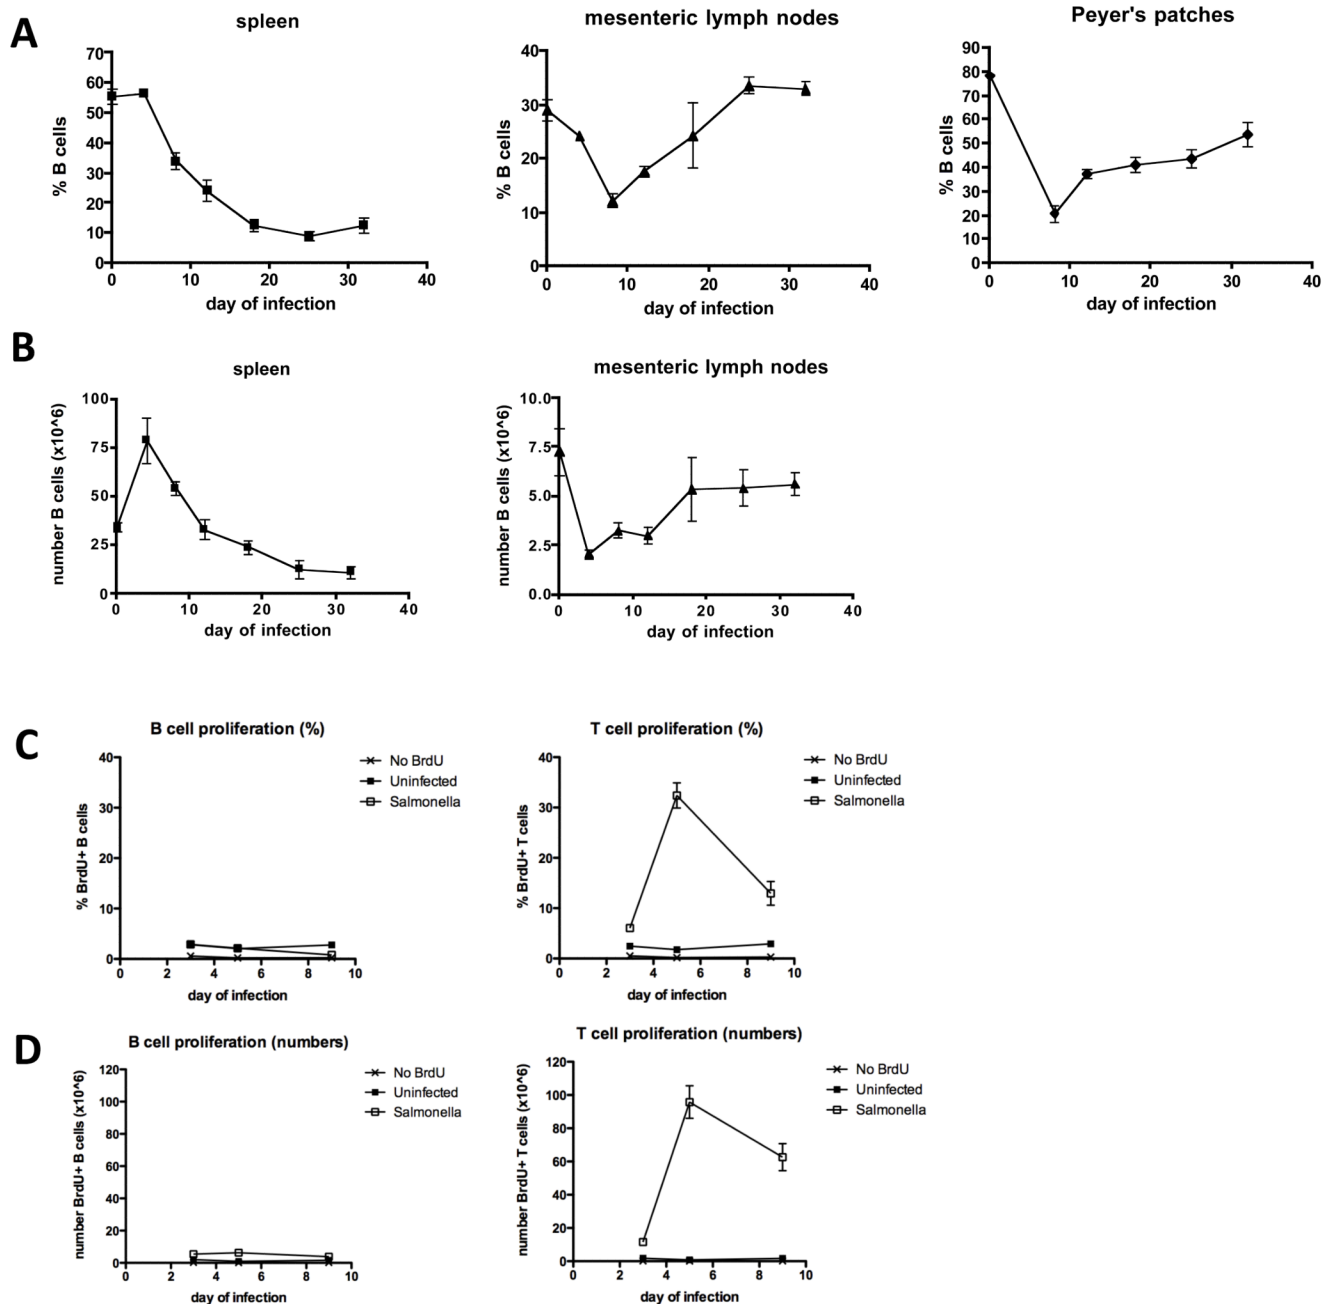 A
spleen
mesenteric lymph nodes
Peyer's patches
% B cells
70
60
50
40
30
20
10
0
0 10 20 30 40
day of infection
% B cells
40
30
20
10
0
0 10 20 30 40
day of infection
% B cells
90
80
70
60
50
40
30
20
10
0
0 10 20 30 40
day of infection
B
spleen
mesenteric lymph nodes
number B cells (x10^6)
100
75
50
25
0
0 10 20 30 40
day of infection
number B cells (x10^6)
10.0
7.5
5.0
2.5
0.0
0 10 20 30 40
day of infection
C
B cell proliferation (%)
% BrdU+ B cells
40
30
20
10
0
0 2 4 6 8 10
day of infection
No BrdU
Uninfected
Salmonella
T cell proliferation (%)
% BrdU+ T cells
40
30
20
10
0
0 2 4 6 8 10
day of infection
No BrdU
Uninfected
Salmonella
D
B cell proliferation (numbers)
number BrdU+ B cells (x10^6)
120
100
80
60
40
20
0
0 2 4 6 8 10
day of infection
No BrdU
Uninfected
Salmonella
T cell proliferation (numbers)
number BrdU+ T cells (x10^6)
120
100
80
60
40
20
0
0 2 4 6 8 10
day of infection
No BrdU
Uninfected
Salmonella